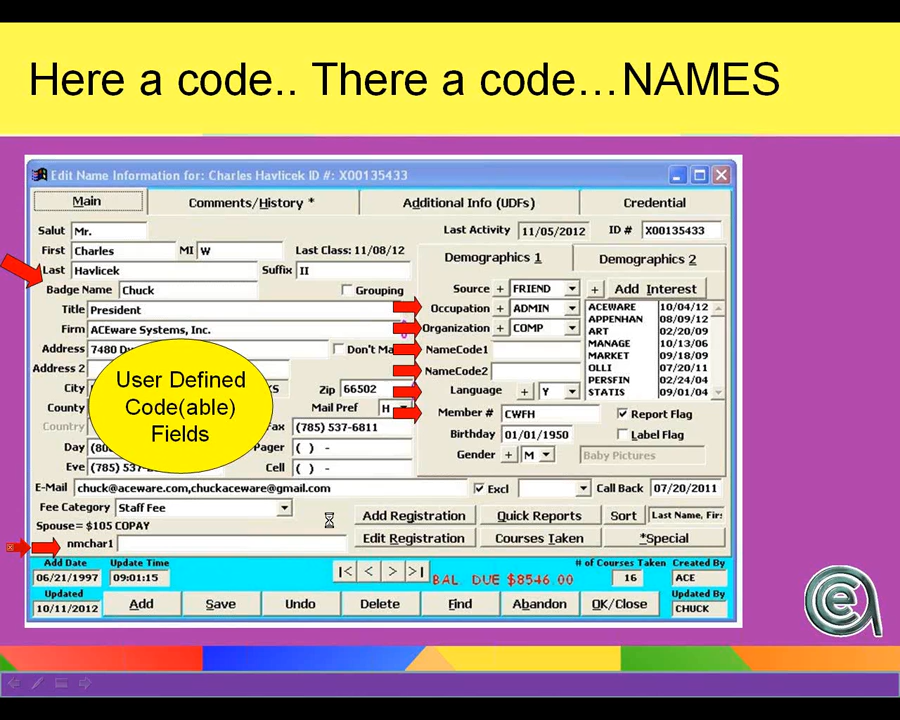 Here a code.. There a code...NAMES
Edit Name Information for: Charles Havlicek ID #: X00135433
Main Comments/History * Additional Info (UDFs) Credential
Salut Mr. Last Activity 11/05/2012 ID # X00135433
First Charles MI W Last Class: 11/08/12
Demographics 1 Demographics 2
Last Havlicek Suffix II
Badge Name Chuck Grouping
Source + FRIEND + Add Interest
Title President
Occupation + ADMIN
Firm ACEware Systems, Inc.
Organization + COMP
Address 7480 Don't
NameCode1
Address 2
NameCode2
City Zip 66502
Language + Y
County Mail Pref H
Member # CWFH Report Flag
Country Fax (785) 537-6811
Birthday 01/01/1950 Label Flag
Day Pager ( ) -
Gender + M Baby Pictures
Eve (785) 537- Cell ( ) -
ACEWARE 10/04/12
APPENHAN 08/09/12
ART 02/20/09
MANAGE 10/13/06
MARKET 09/18/09
OLLI 07/20/11
PERSFIN 02/24/04
STATIS 09/01/04
User Defined
Code(able)
Fields
E-Mail chuck@aceware.com,chuckaceware@gmail.com Excl Call Back 07/20/2011
Fee Category Staff Fee
Add Registration Quick Reports Sort Last Name, Fir
Spouse= $105 COPAY
nmchar1
Edit Registration Courses Taken *Special
Add Date Update Time # of Courses Taken Created By
06/21/1997 09:01:15 |< < > >| BAL DUE $8546.00 16 ACE
Updated Updated By
10/11/2012 Add Save Undo Delete Find Abandon OK/Close CHUCK